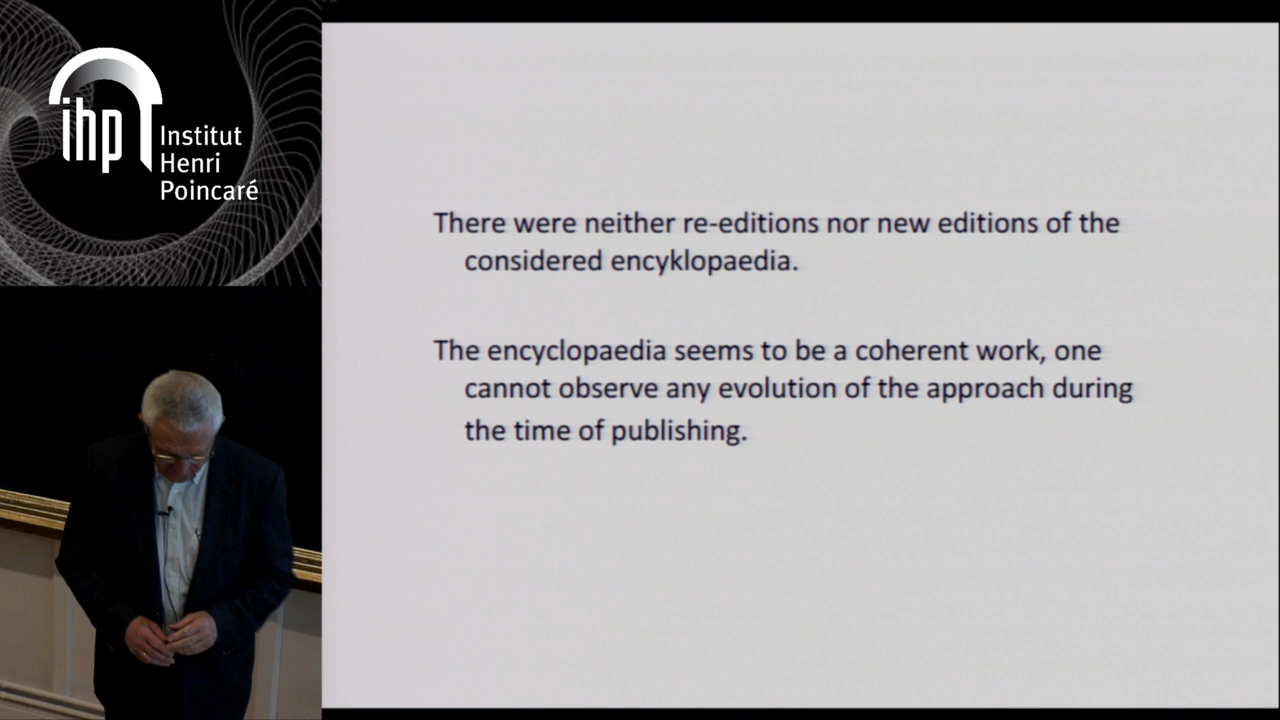 ihp
Institut
Henri
Poincaré
There were neither re-editions nor new editions of the
considered encyklopaedia.
The encyclopaedia seems to be a coherent work, one
cannot observe any evolution of the approach during
the time of publishing.